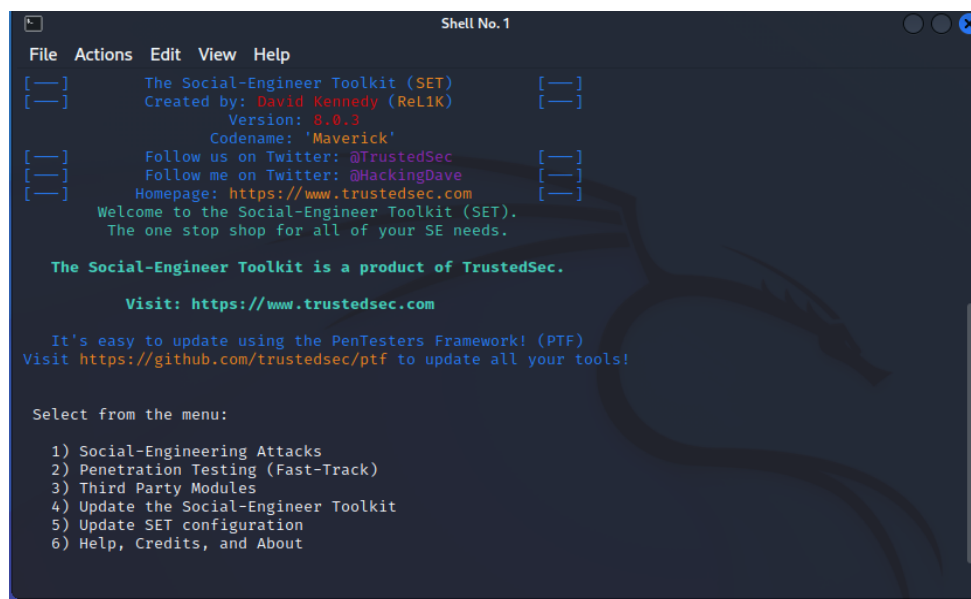 Shell No. 1
File Actions Edit View Help
[---] The Social-Engineer Toolkit (SET) [---]
[---] Created by: David Kennedy (ReL1K) [---]
Version: 8.0.3
Codename: 'Maverick'
[---] Follow us on Twitter: @TrustedSec [---]
[---] Follow me on Twitter: @HackingDave [---]
[---] Homepage: https://www.trustedsec.com [---]
Welcome to the Social-Engineer Toolkit (SET).
The one stop shop for all of your SE needs.
The Social-Engineer Toolkit is a product of TrustedSec.
Visit: https://www.trustedsec.com
It's easy to update using the PenTesters Framework! (PTF)
Visit https://github.com/trustedsec/ptf to update all your tools!
Select from the menu:
1) Social-Engineering Attacks
2) Penetration Testing (Fast-Track)
3) Third Party Modules
4) Update the Social-Engineer Toolkit
5) Update SET configuration
6) Help, Credits, and About